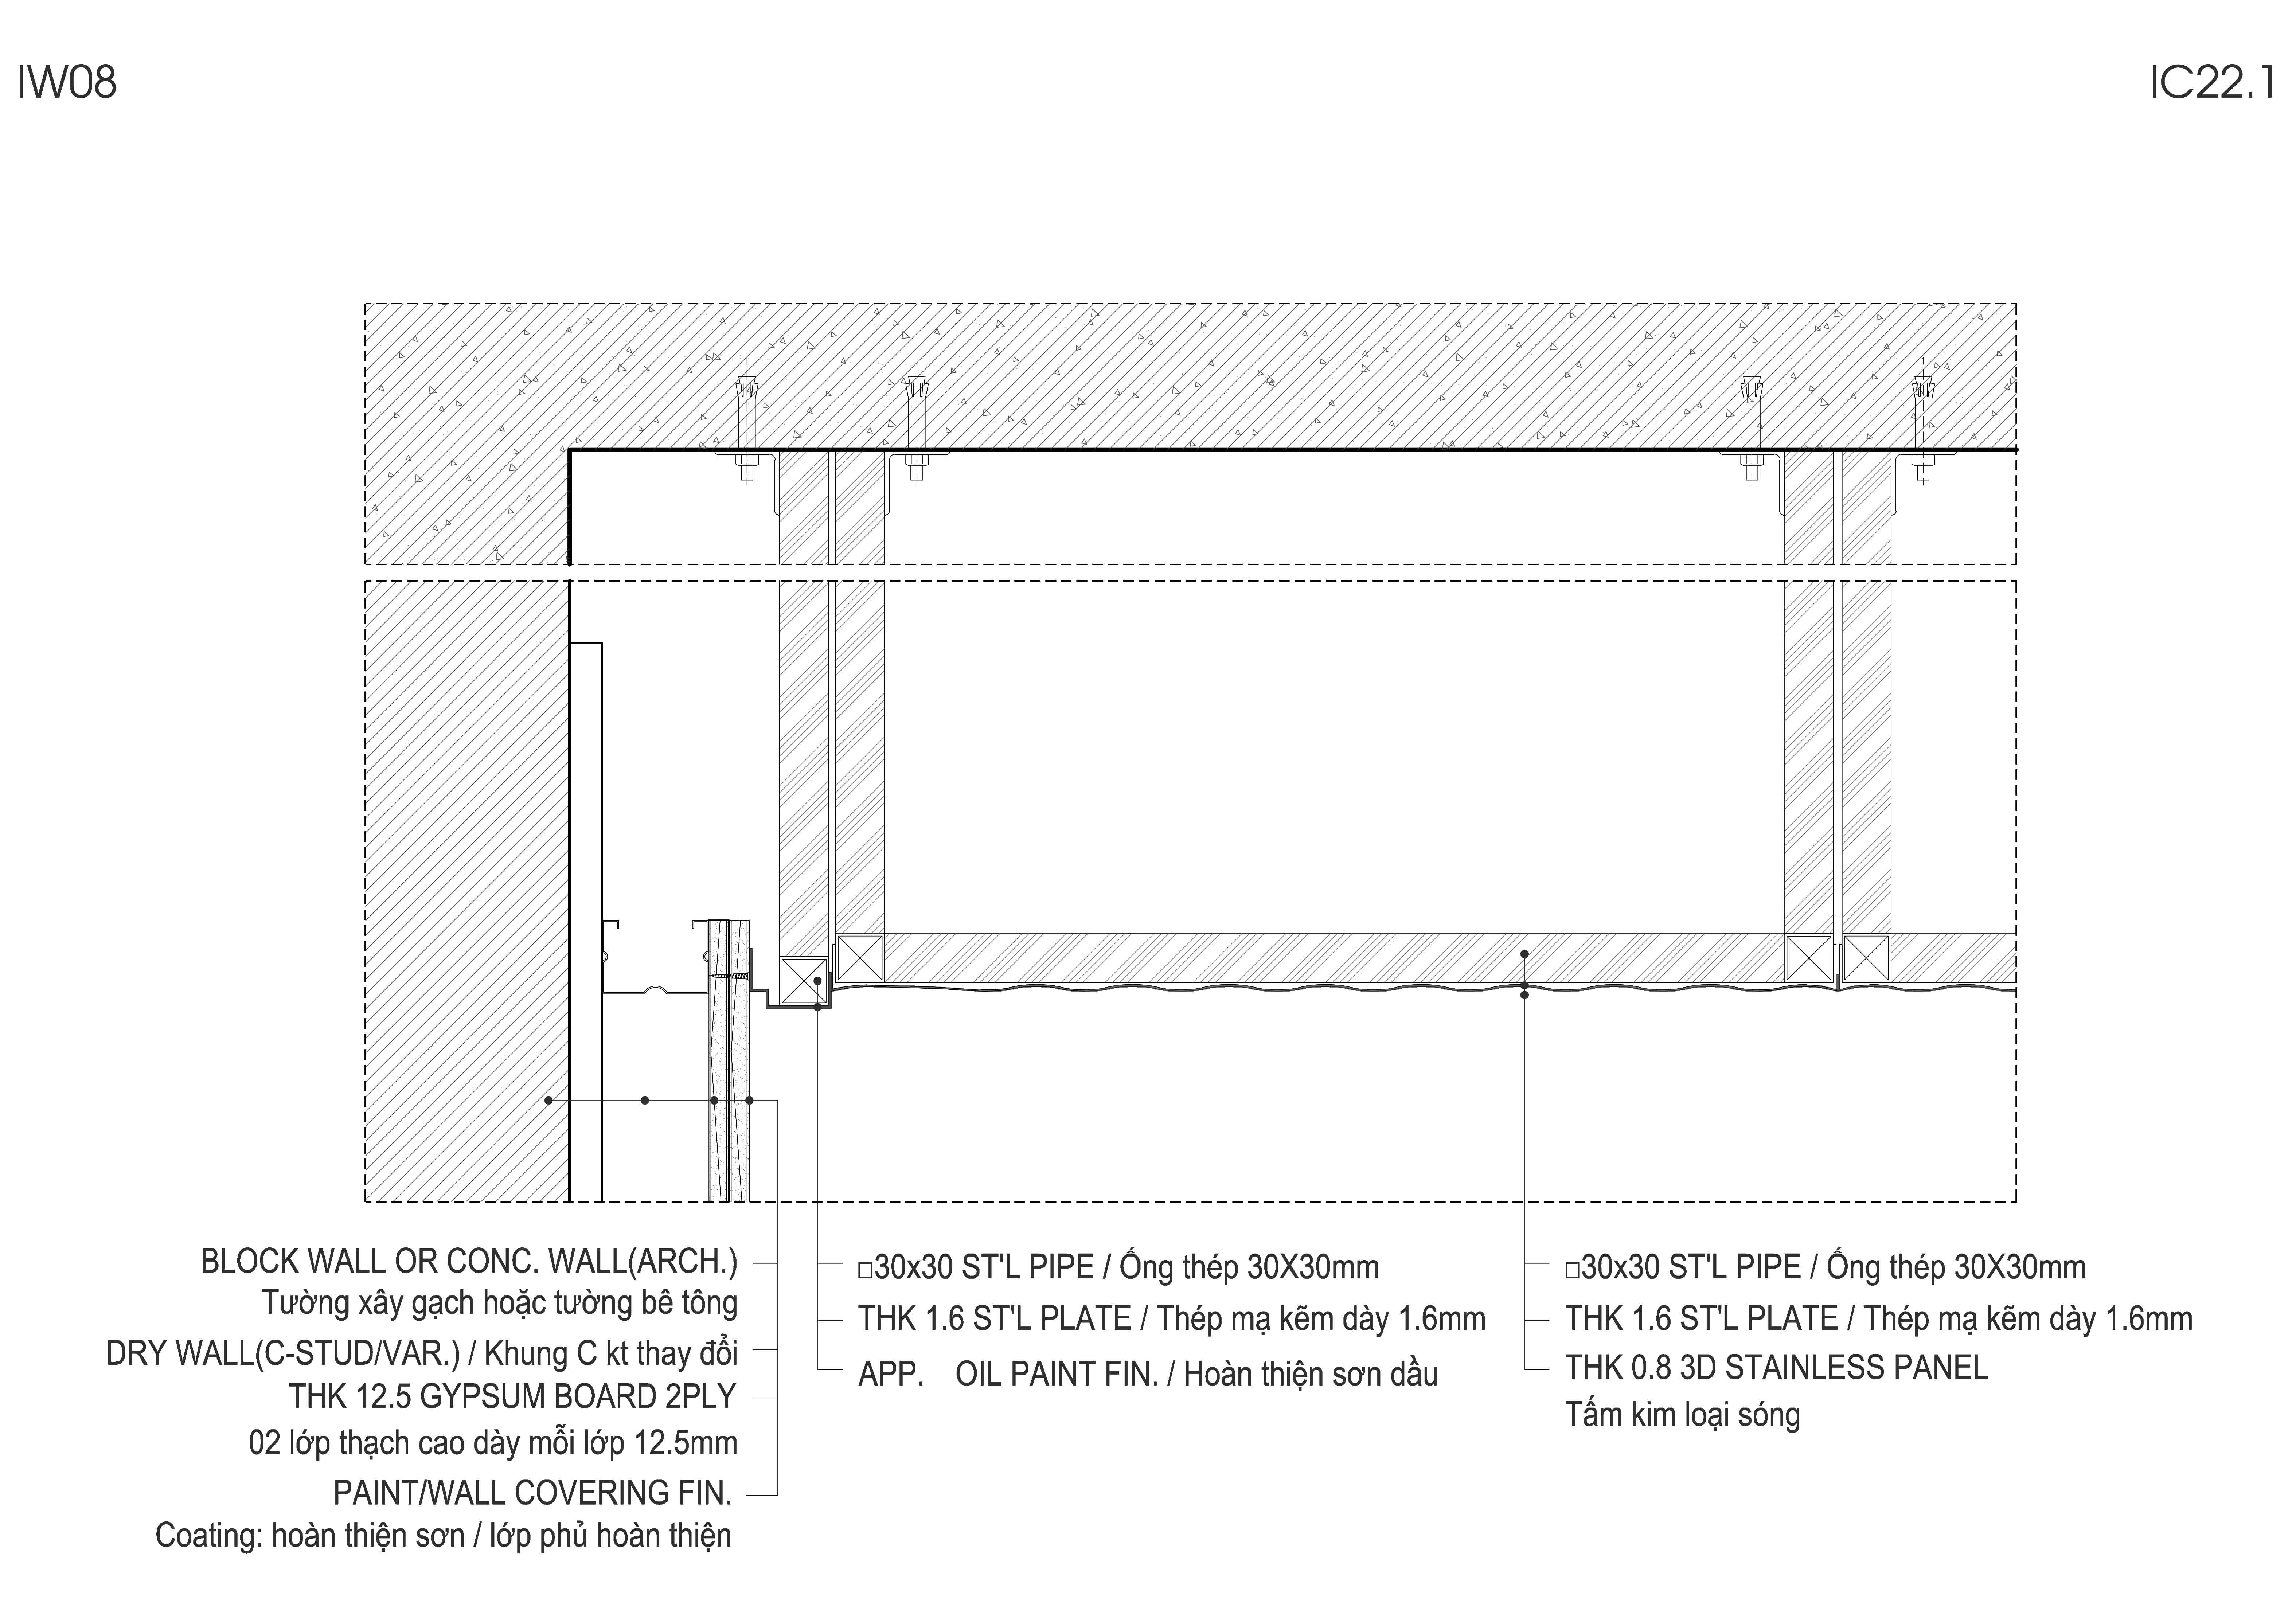 IW08
IC22.1
BLOCK WALL OR CONC. WALL(ARCH.)
Tường xây gạch hoặc tường bê tông
DRY WALL(C-STUD/VAR.) / Khung C kt thay đổi
THK 12.5 GYPSUM BOARD 2PLY
02 lớp thạch cao dày mỗi lớp 12.5mm
PAINT/WALL COVERING FIN.
Coating: hoàn thiện sơn / lớp phủ hoàn thiện
□30x30 ST'L PIPE / Ống thép 30X30mm
THK 1.6 ST'L PLATE / Thép mạ kẽm dày 1.6mm
APP. OIL PAINT FIN. / Hoàn thiện sơn dầu
□30x30 ST'L PIPE / Ống thép 30X30mm
THK 1.6 ST'L PLATE / Thép mạ kẽm dày 1.6mm
THK 0.8 3D STAINLESS PANEL
Tấm kim loại sóng